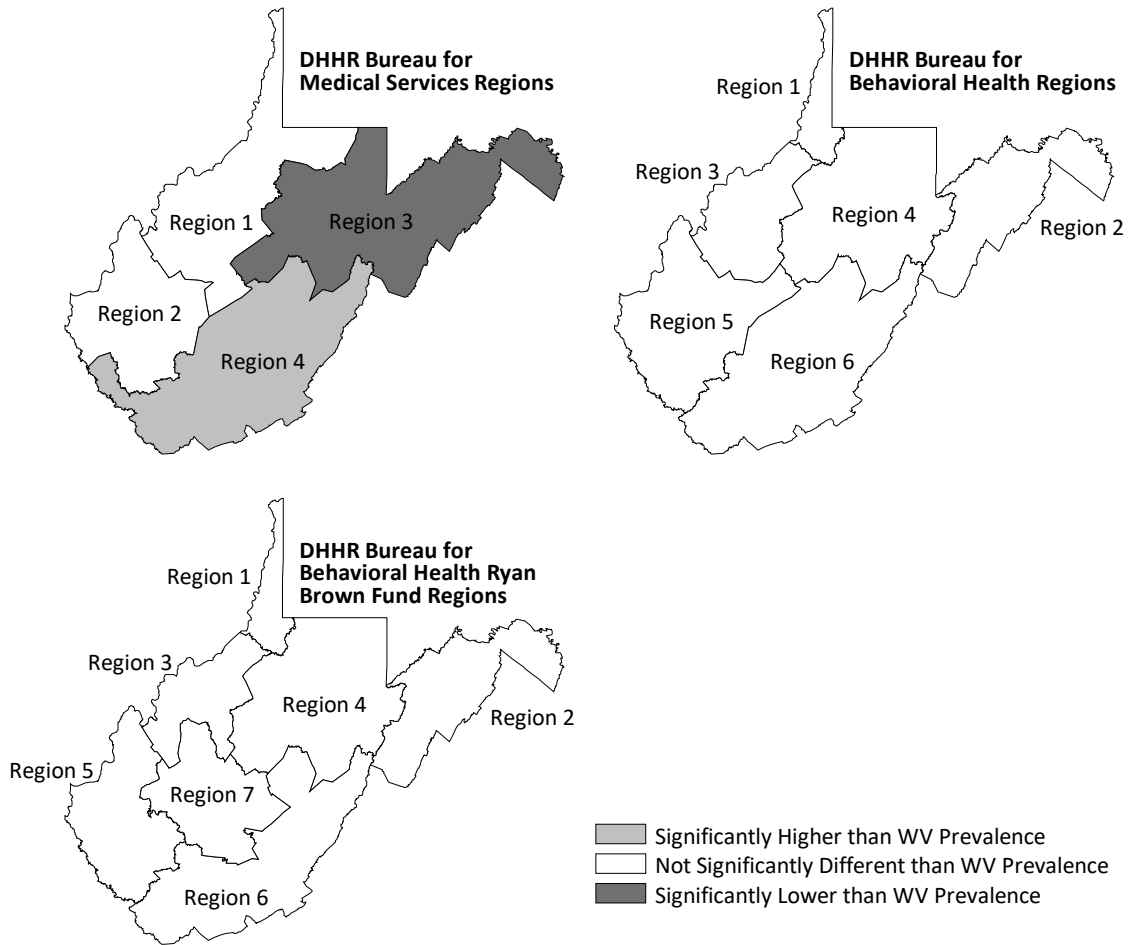 DHHR Bureau for
Medical Services Regions
Region 1
Region 3
Region 2
Region 4
DHHR Bureau for
Behavioral Health Regions
Region 1
Region 3
Region 4
Region 2
Region 5
Region 6
DHHR Bureau for
Behavioral Health Ryan
Brown Fund Regions
Region 1
Region 3
Region 4
Region 2
Region 5
Region 7
Region 6
Significantly Higher than WV Prevalence
Not Significantly Different than WV Prevalence
Significantly Lower than WV Prevalence